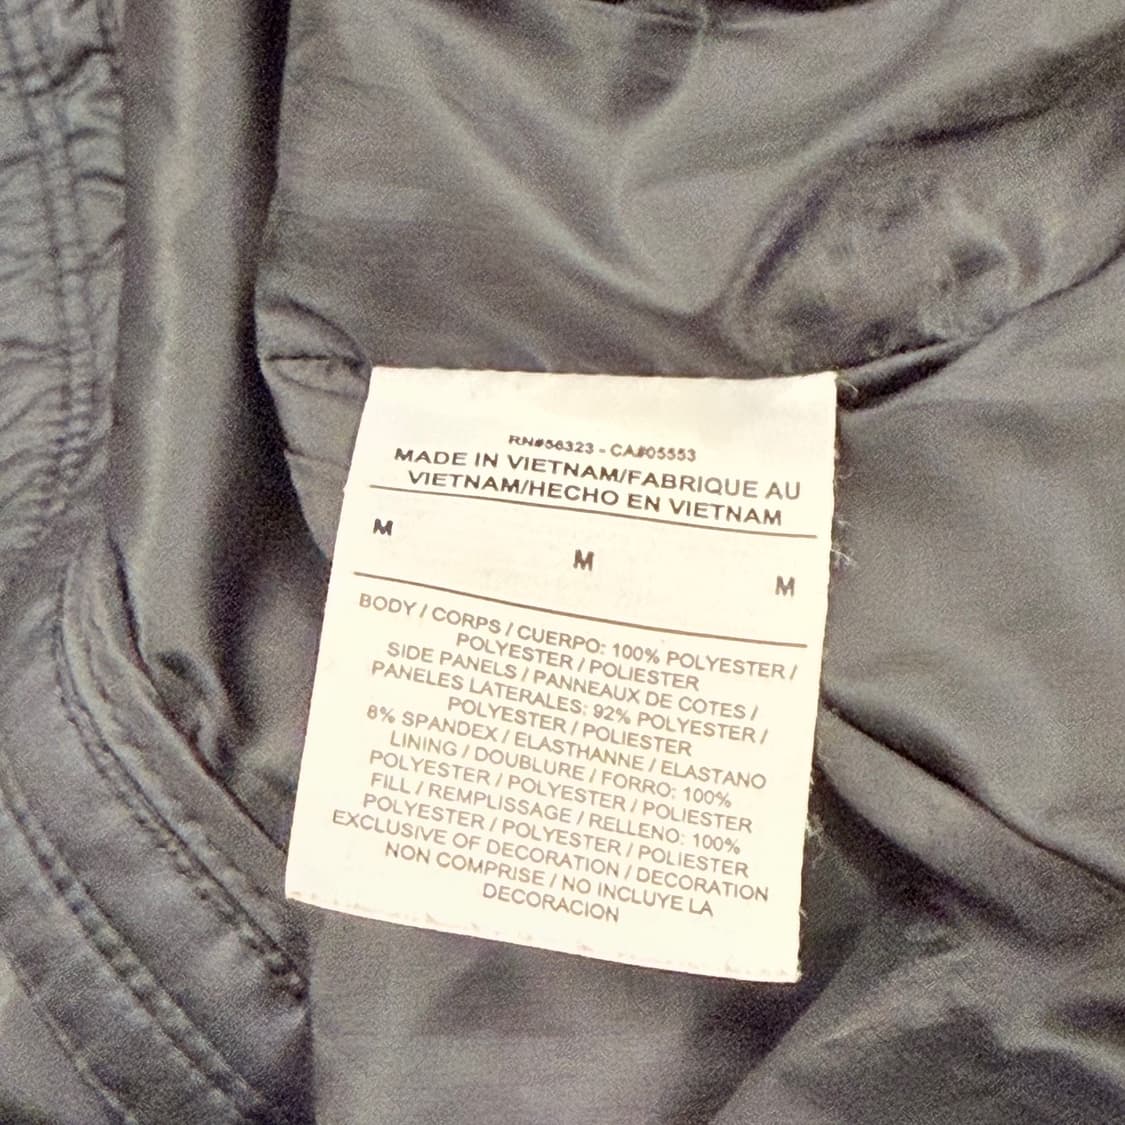 RN#56323 - CA#05553
MADE IN VIETNAM/FABRIQUE AU
VIETNAM/HECHO EN VIETNAM
M M M
BODY / CORPS / CUERPO: 100% POLYESTER /
POLYESTER / POLIESTER
SIDE PANELS / PANNEAUX DE COTES /
PANELES LATERALES: 92% POLYESTER /
POLYESTER / POLIESTER
8% SPANDEX / ELASTHANNE / ELASTANO
LINING / DOUBLURE / FORRO: 100%
POLYESTER / POLYESTER / POLIESTER
FILL / REMPLISSAGE / RELLENO: 100%
POLYESTER / POLYESTER / POLIESTER
EXCLUSIVE OF DECORATION / DECORATION
NON COMPRISE / NO INCLUYE LA
DECORACION